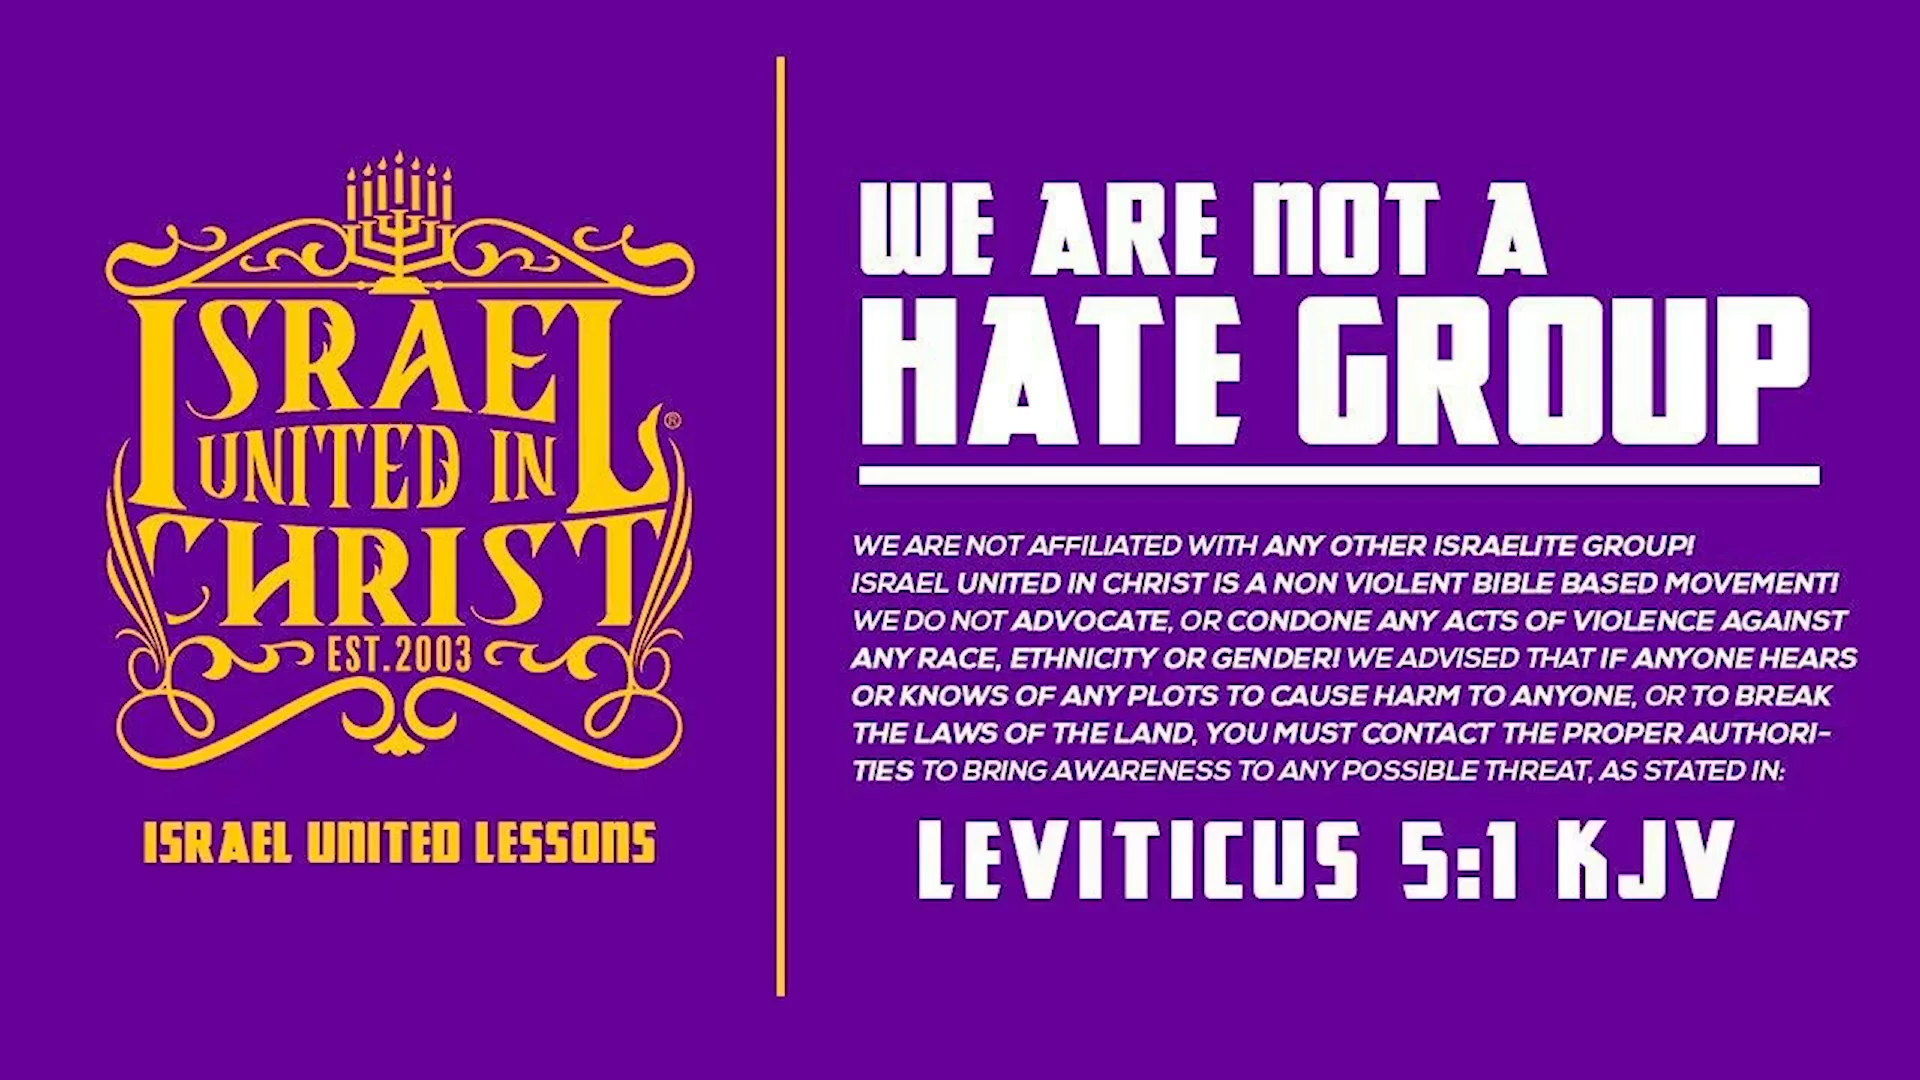 ISRAEL
UNITED IN
CHRIST
®
EST.2003
ISRAEL UNITED LESSONS
WE ARE NOT A
HATE GROUP
WE ARE NOT AFFILIATED WITH ANY OTHER ISRAELITE GROUP!
ISRAEL UNITED IN CHRIST IS A NON VIOLENT BIBLE BASED MOVEMENT!
WE DO NOT ADVOCATE, OR CONDONE ANY ACTS OF VIOLENCE AGAINST
ANY RACE, ETHNICITY OR GENDER! WE ADVISED THAT IF ANYONE HEARS
OR KNOWS OF ANY PLOTS TO CAUSE HARM TO ANYONE, OR TO BREAK
THE LAWS OF THE LAND, YOU MUST CONTACT THE PROPER AUTHORI-
TIES TO BRING AWARENESS TO ANY POSSIBLE THREAT, AS STATED IN:
LEVITICUS 5:1 KJV